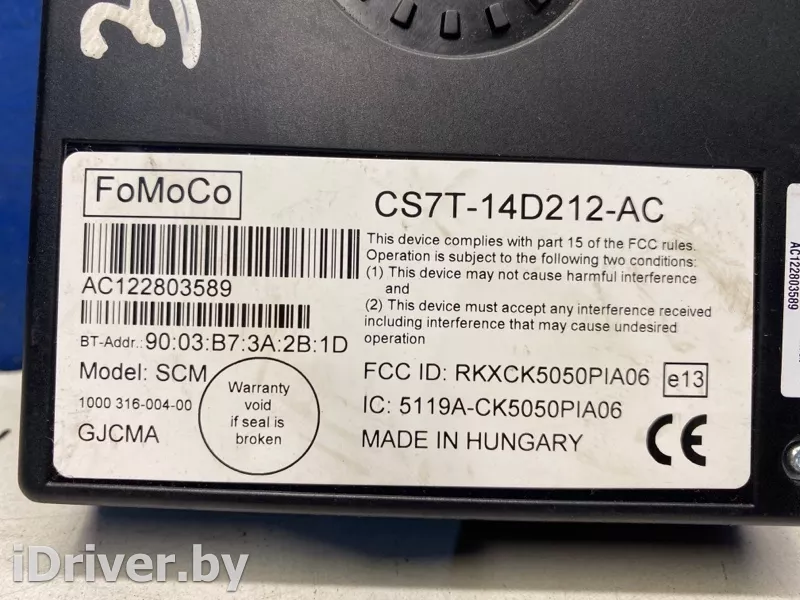 FoMoCo
CS7T-14D212-AC
This device complies with part 15 of the FCC rules.
Operation is subject to the following two conditions:
(1) This device may not cause harmful interference
and
(2) This device must accept any interference received
including interference that may cause undesired
operation
AC122803589
BT-Addr.: 90:03:B7:3A:2B:1D
Model: SCM
1000 316-004-00
GJCMA
Warranty
void
if seal is
broken
FCC ID: RKXCK5050PIA06
e13
IC: 5119A-CK5050PIA06
MADE IN HUNGARY
CE
AC122803589
iDriver.by